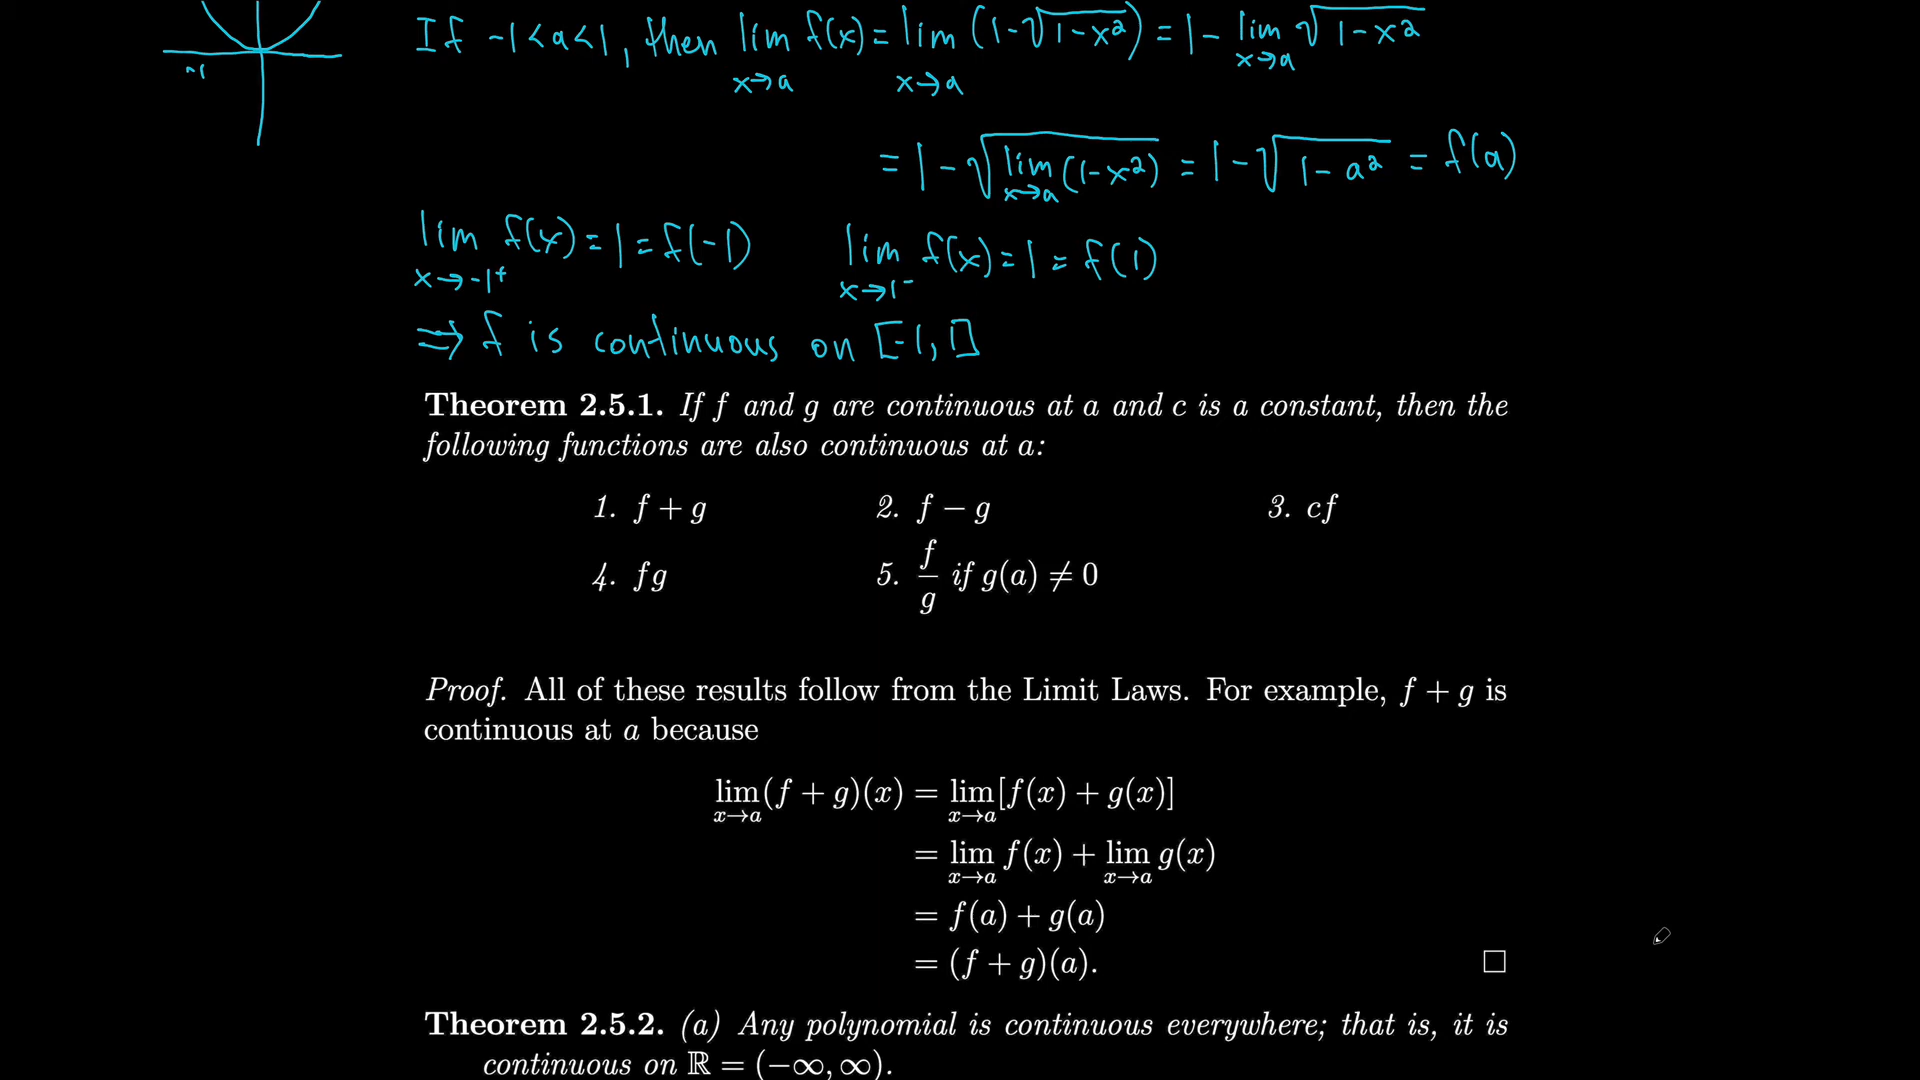 If -1<a<1, then lim x→a f(x) = lim x→a (1-√(1-x²)) = 1 - lim x→a √(1-x²)
-1
= 1 - √(lim x→a (1-x²)) = 1 - √(1-a²) = f(a)
lim x→-1⁺ f(x) = 1 = f(-1) lim x→1⁻ f(x) = 1 = f(1)
⇒ f is continuous on [-1, 1]
Theorem 2.5.1. If f and g are continuous at a and c is a constant, then the
following functions are also continuous at a:
1. f + g 2. f − g 3. cf
4. fg 5. f/g if g(a) ≠ 0
Proof. All of these results follow from the Limit Laws. For example, f + g is
continuous at a because
lim x→a (f + g)(x) = lim x→a [f(x) + g(x)]
= lim x→a f(x) + lim x→a g(x)
= f(a) + g(a)
= (f + g)(a). □
Theorem 2.5.2. (a) Any polynomial is continuous everywhere; that is, it is
continuous on ℝ = (−∞, ∞).